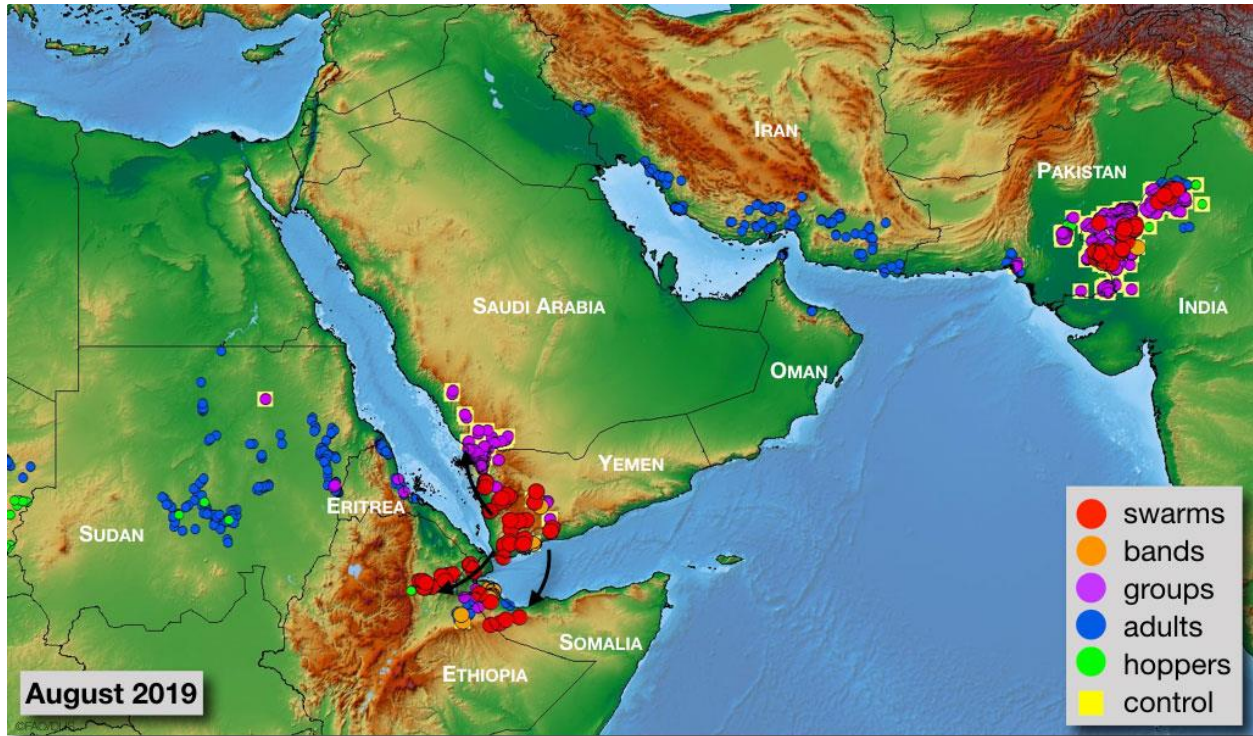 IRAN
PAKISTAN
SAUDI ARABIA
INDIA
OMAN
YEMEN
ERITREA
SUDAN
SOMALIA
ETHIOPIA
swarms
bands
groups
adults
hoppers
control
August 2019